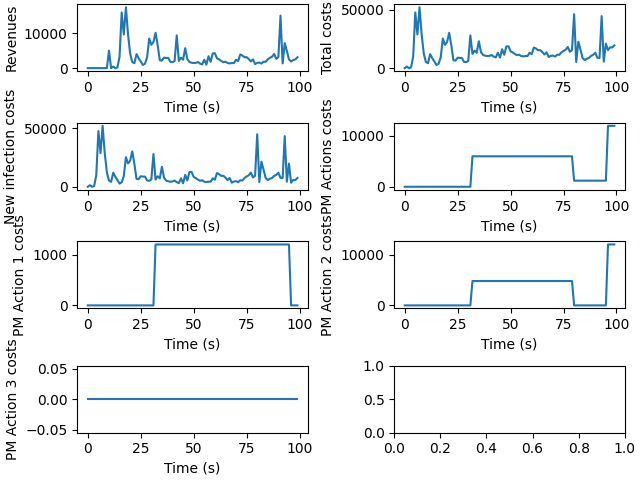 Revenues
10000
0
0 25 50 75 100
Time (s)
Total costs
50000
0
0 25 50 75 100
Time (s)
New infection costs
50000
0
0 25 50 75 100
Time (s)
PM Actions costs
10000
0
0 25 50 75 100
Time (s)
PM Action 1 costs
1000
0
0 25 50 75 100
Time (s)
PM Action 2 costs
10000
0
0 25 50 75 100
Time (s)
PM Action 3 costs
0.05
0.00
−0.05
0 25 50 75 100
Time (s)
1.0
0.5
0.0
0.0 0.2 0.4 0.6 0.8 1.0